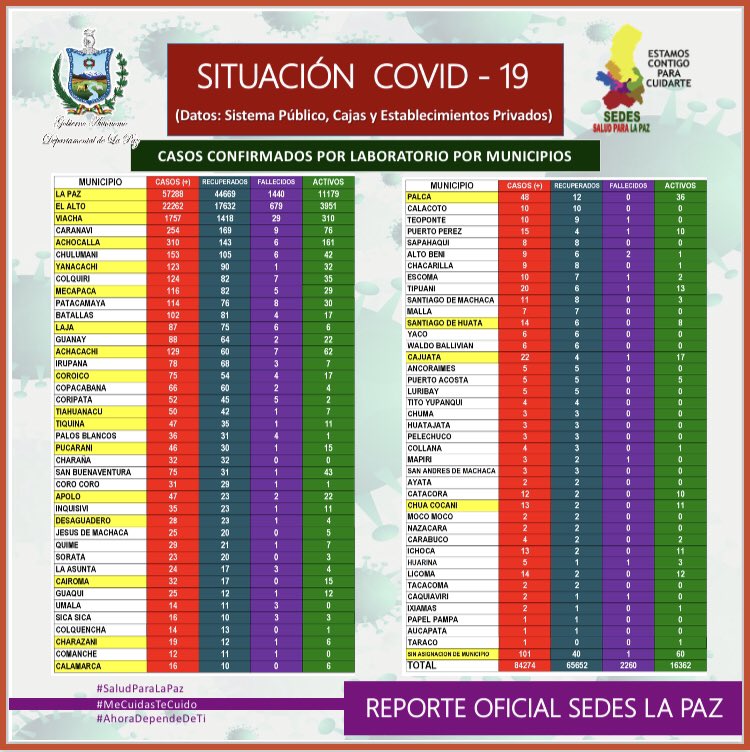 Gobierno Autónomo
Departamental de La Paz
SITUACIÓN COVID - 19
(Datos: Sistema Público, Cajas y Establecimientos Privados)
ESTAMOS
CONTIGO
PARA
CUIDARTE
SEDES
SALUD PARA LA PAZ
CASOS CONFIRMADOS POR LABORATORIO POR MUNICIPIOS
MUNICIPIO CASOS (+) RECUPERADOS FALLECIDOS ACTIVOS
LA PAZ 57288 44669 1440 11179
EL ALTO 22262 17632 679 3951
VIACHA 1757 1418 29 310
CARANAVI 254 169 9 76
ACHOCALLA 310 143 6 161
CHULUMANI 153 105 6 42
YANACACHI 123 90 1 32
COLQUIRI 124 82 7 35
MECAPACA 116 82 5 29
PATACAMAYA 114 76 8 30
BATALLAS 102 81 4 17
LAJA 87 75 6 6
GUANAY 88 64 2 22
ACHACACHI 129 60 7 62
IRUPANA 78 68 3 7
COROICO 75 54 4 17
COPACABANA 66 60 2 4
CORIPATA 52 45 5 2
TIAHUANACU 50 42 1 7
TIQUINA 47 35 1 11
PALOS BLANCOS 36 31 4 1
PUCARANI 46 30 1 15
CHARAÑA 32 32 0 0
SAN BUENAVENTURA 75 31 1 43
CORO CORO 31 29 1 1
APOLO 47 23 2 22
INQUISIVI 35 23 1 11
DESAGUADERO 28 23 1 4
JESUS DE MACHACA 25 20 0 5
QUIME 29 21 1 7
SORATA 23 20 0 3
LA ASUNTA 24 17 3 4
CAIROMA 32 17 0 15
GUAQUI 25 12 1 12
UMALA 14 11 3 0
SICA SICA 16 10 3 3
COLQUENCHA 14 13 0 1
CHARAZANI 19 12 1 6
COMANCHE 12 11 0 1
CALAMARCA 16 10 0 6
MUNICIPIO CASOS (+) RECUPERADOS FALLECIDOS ACTIVOS
PALCA 48 12 0 36
CALACOTO 10 10 0 0
TEOPONTE 10 9 1 0
PUERTO PEREZ 15 4 1 10
SAPAHAQUI 8 8 0 0
ALTO BENI 9 6 2 1
CHACARILLA 9 8 0 1
ESCOMA 10 7 1 2
TIPUANI 20 6 1 13
SANTIAGO DE MACHACA 11 8 0 3
MALLA 7 7 0 0
SANTIAGO DE HUATA 14 6 0 8
YACO 6 6 0 0
WALDO BALLIVIAN 6 6 0 0
CAJUATA 22 4 1 17
ANCORAIMES 5 5 0 0
PUERTO ACOSTA 5 5 0 5
LURIBAY 5 5 0 0
TITO YUPANQUI 4 4 0 0
CHUMA 3 3 0 0
HUATAJATA 3 3 0 0
PELECHUCO 3 3 0 0
COLLANA 4 3 0 1
MAPIRI 3 2 1 0
SAN ANDRES DE MACHACA 3 3 0 0
AYATA 2 2 0 0
CATACORA 12 2 0 10
CHUA COCANI 13 2 0 11
MOCO MOCO 2 2 0 0
NAZACARA 2 2 0 0
CARABUCO 4 2 0 2
ICHOCA 13 2 0 11
HUARINA 5 1 1 3
LICOMA 14 2 0 12
TACACOMA 2 2 0 0
CAQUIAVIRI 2 1 1 0
IXIAMAS 2 1 0 1
PAPEL PAMPA 1 1 0 0
AUCAPATA 1 1 0 0
TARACO 1 0 0 1
SIN ASIGNACION DE MUNICIPIO 101 40 1 60
TOTAL 84274 65652 2260 16362
#SaludParaLaPaz
#MeCuidasTeCuido
#AhoraDependeDeTi
REPORTE OFICIAL SEDES LA PAZ